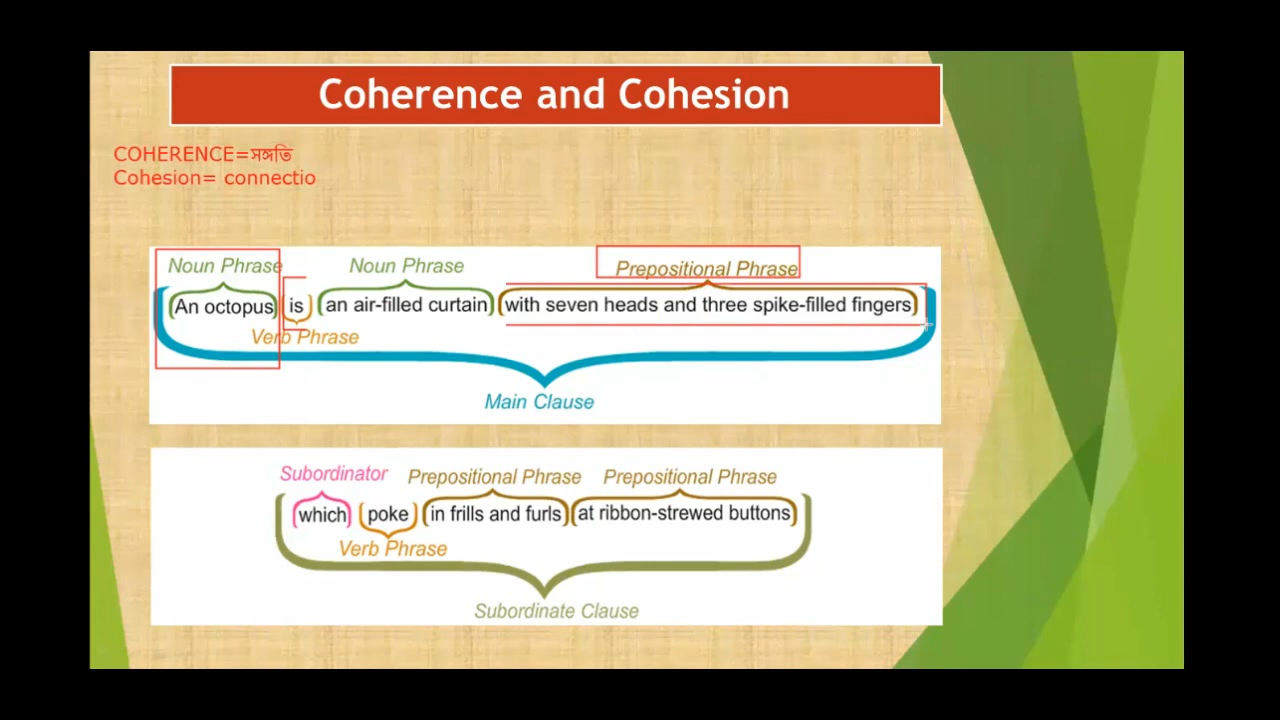 Coherence and Cohesion
COHERENCE=সঙ্গতি
Cohesion= connectio
Noun Phrase Noun Phrase Prepositional Phrase
An octopus is an air-filled curtain with seven heads and three spike-filled fingers
Verb Phrase
Main Clause
Subordinator Prepositional Phrase Prepositional Phrase
which poke in frills and furls at ribbon-strewed buttons
Verb Phrase
Subordinate Clause